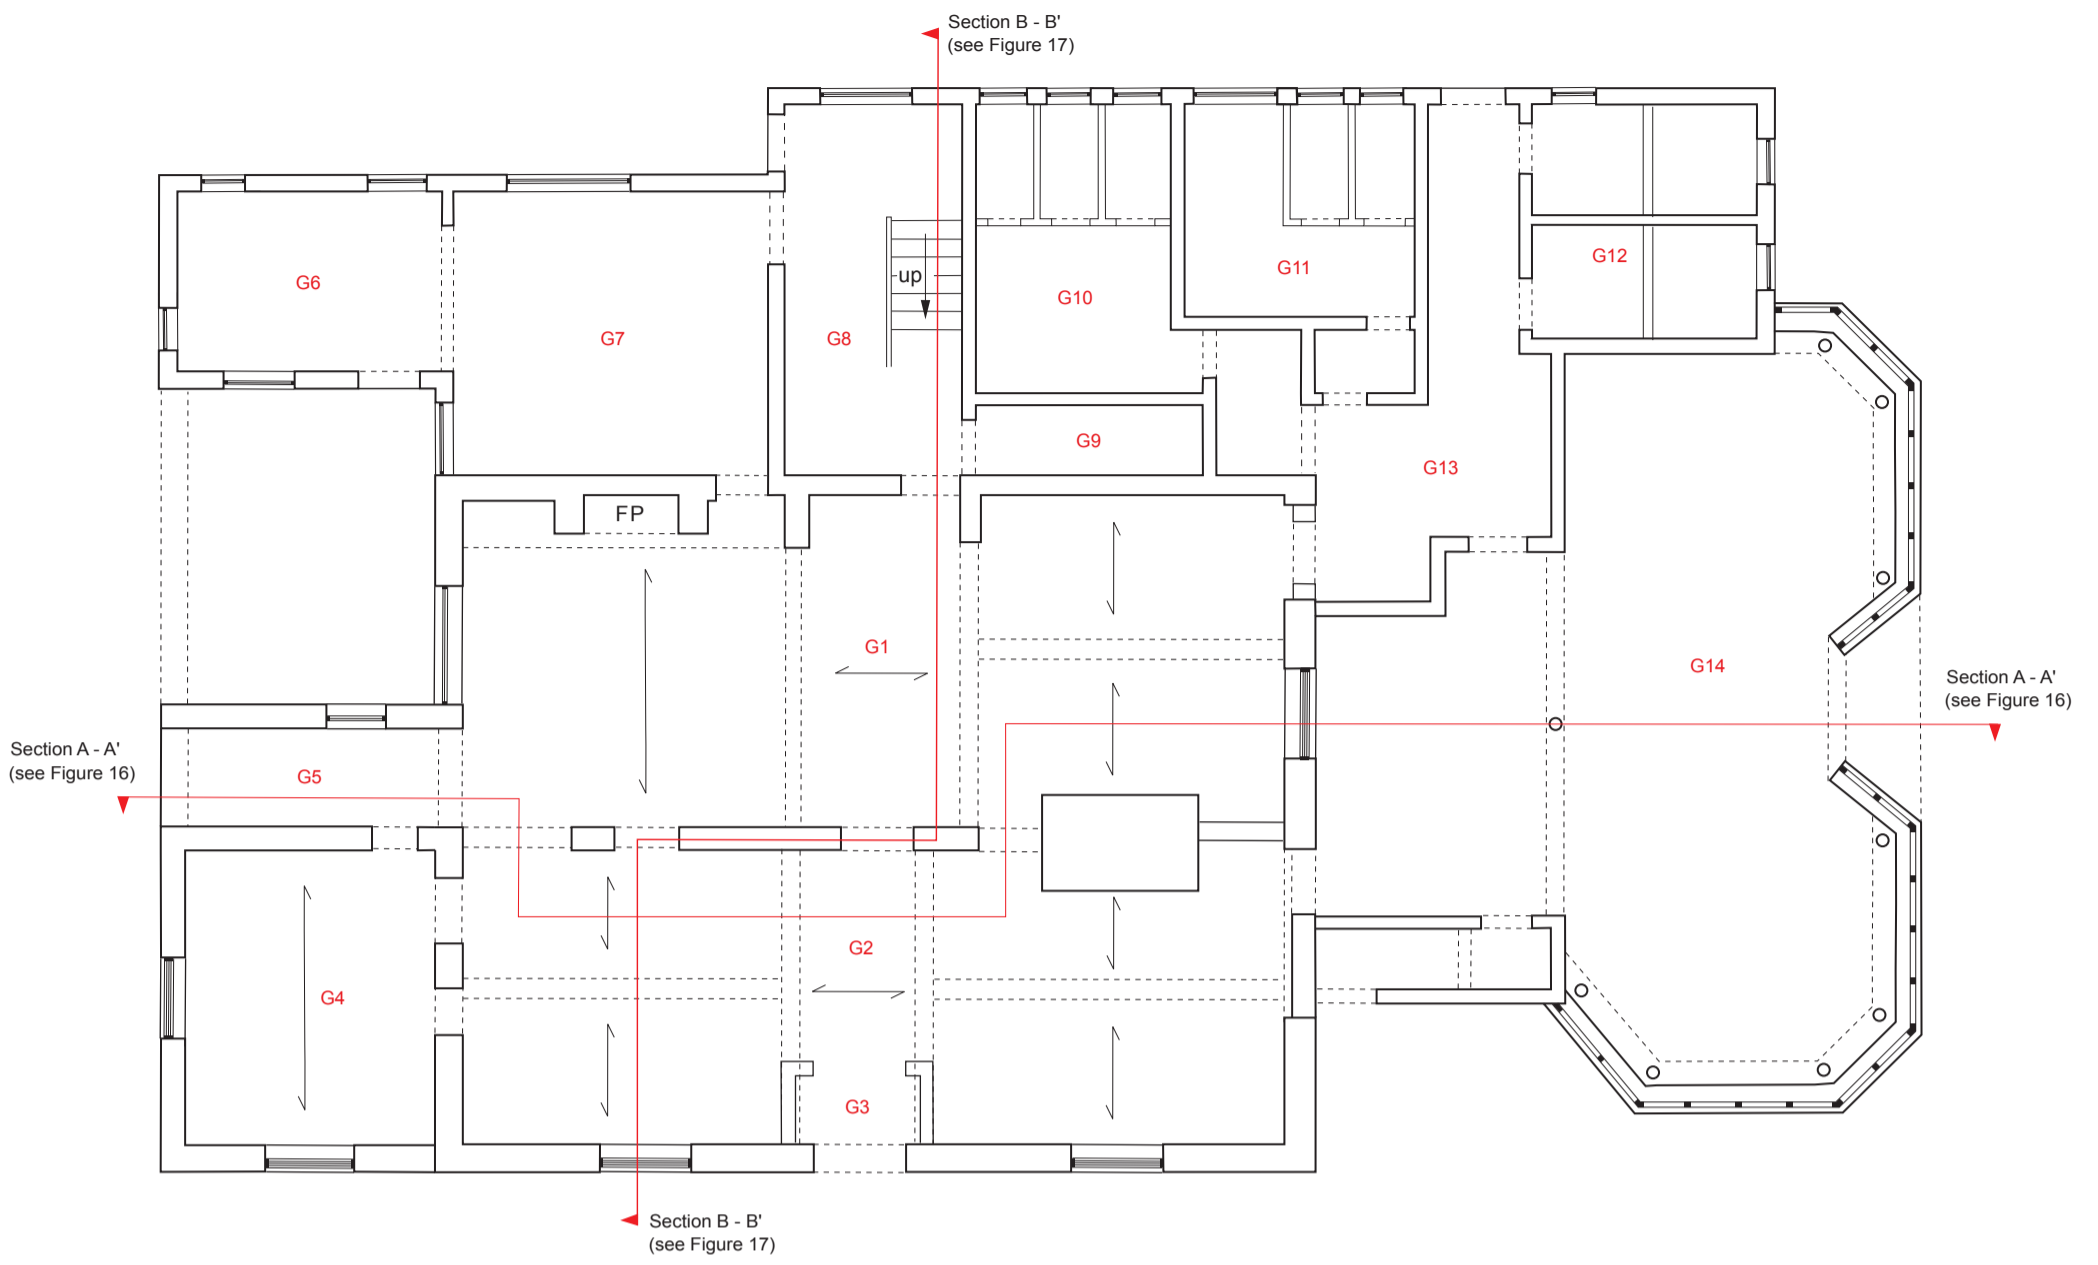 Section B - B'
(see Figure 17)
G6
G7
G8
up
G10
G11
G12
G9
G13
FP
G1
G14
Section A - A'
(see Figure 16)
Section A - A'
(see Figure 16)
G5
G2
G4
G3
Section B - B'
(see Figure 17)